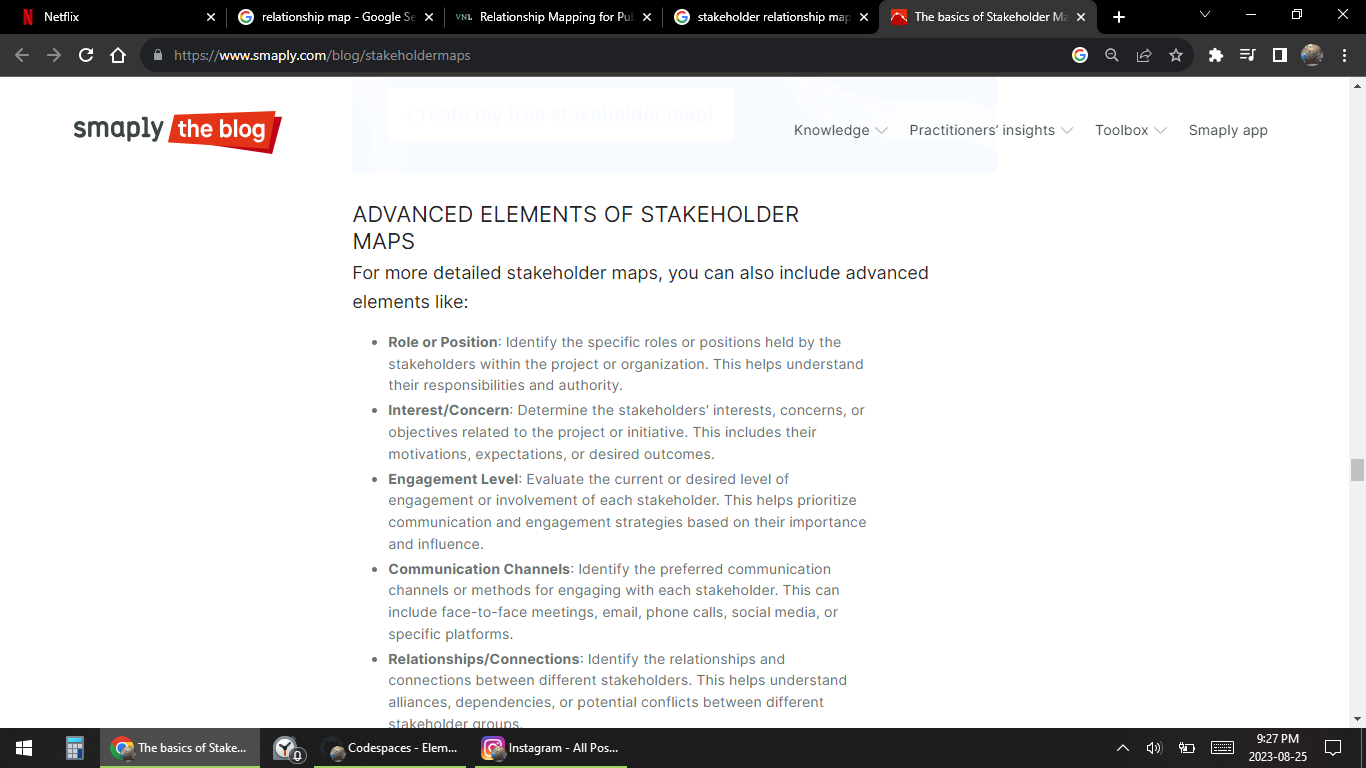 Netflix
relationship map - Google Se
VNL Relationship Mapping for Pul
stakeholder relationship map
The basics of Stakeholder Ma
https://www.smaply.com/blog/stakeholdermaps
Create my free stakeholder map!
smaply the blog
Knowledge Practitioners’ insights Toolbox Smaply app
ADVANCED ELEMENTS OF STAKEHOLDER
MAPS
For more detailed stakeholder maps, you can also include advanced
elements like:
• Role or Position: Identify the specific roles or positions held by the
stakeholders within the project or organization. This helps understand
their responsibilities and authority.
• Interest/Concern: Determine the stakeholders' interests, concerns, or
objectives related to the project or initiative. This includes their
motivations, expectations, or desired outcomes.
• Engagement Level: Evaluate the current or desired level of
engagement or involvement of each stakeholder. This helps prioritize
communication and engagement strategies based on their importance
and influence.
• Communication Channels: Identify the preferred communication
channels or methods for engaging with each stakeholder. This can
include face-to-face meetings, email, phone calls, social media, or
specific platforms.
• Relationships/Connections: Identify the relationships and
connections between different stakeholders. This helps understand
alliances, dependencies, or potential conflicts between different
stakeholder groups.
The basics of Stake...
0
Codespaces - Elem...
Instagram - All Pos...
9:27 PM
2023-08-25